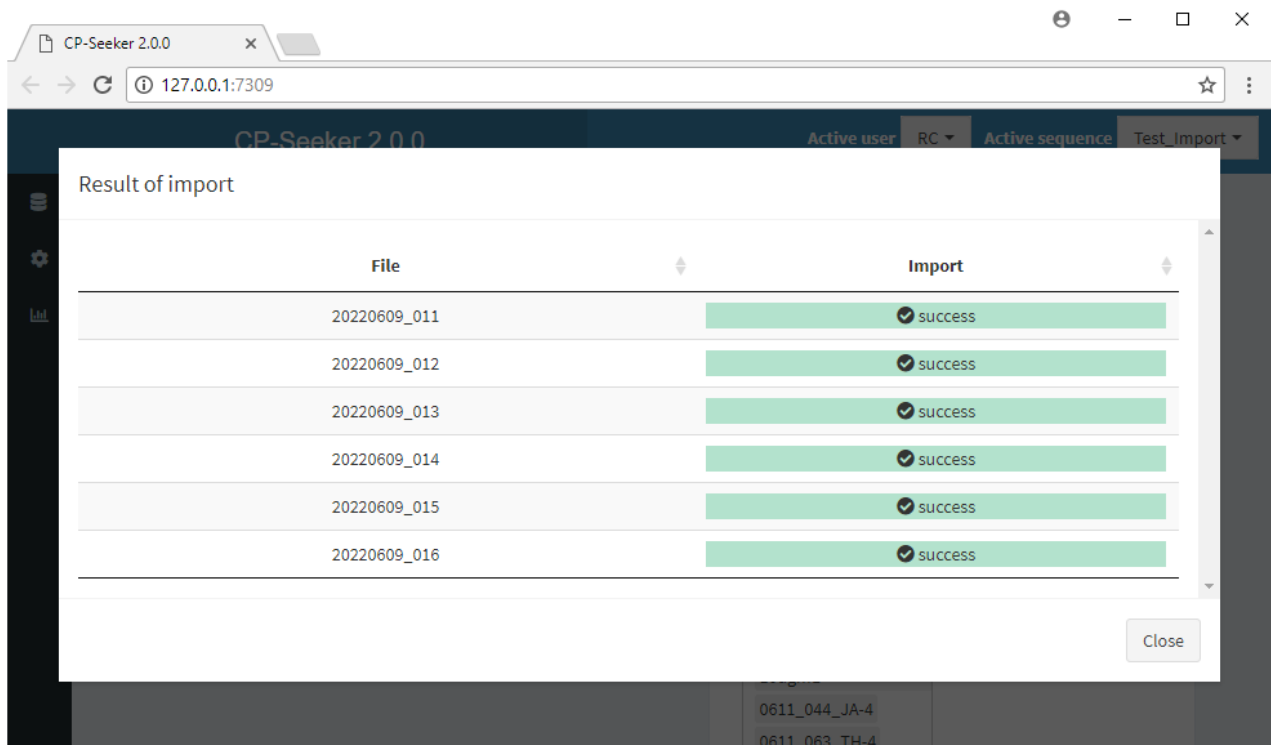 CP-Seeker 2.0.0
127.0.0.1:7309
CP-Seeker 2.0.0 Active user RC Active sequence Test_Import
Result of import
File Import
20220609_011 success
20220609_012 success
20220609_013 success
20220609_014 success
20220609_015 success
20220609_016 success
Close
0611_044_JA-4
0611_063_TH-4